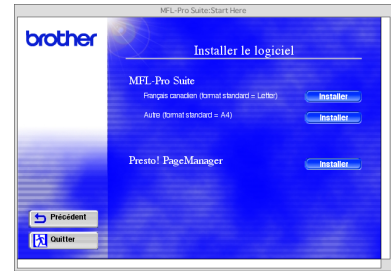 MFL-Pro Suite:Start Here
brother
Installer le logiciel
MFL-Pro Suite
Français canadien (format standard = Letter)
Installer
Autre (format standard = A4)
Installer
Presto! PageManager
Installer
Précédent
Quitter